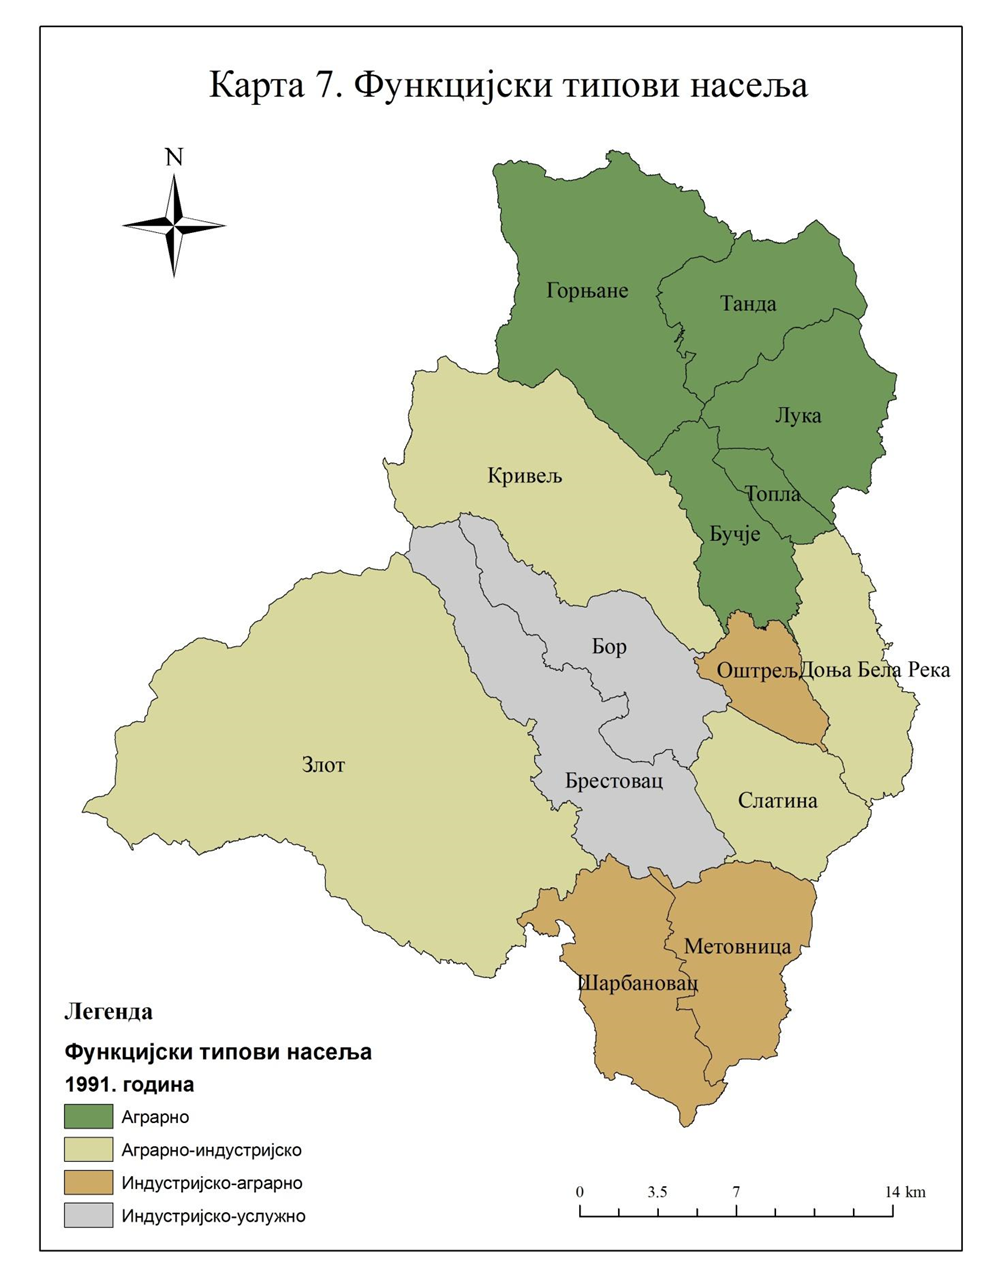 Карта 7. Функцијски типови насеља
N
Горњане
Танда
Лука
Кривељ
Топла
Бучје
Бор
Оштрељ
Доња Бела Река
Злот
Брестовац
Слатина
Метовница
Шарбановац
Легенда
Функцијски типови насеља
1991. година
Аграрно
Аграрно-индустријско
Индустријско-аграрно
Индустријско-услужно
0 3.5 7 14 km